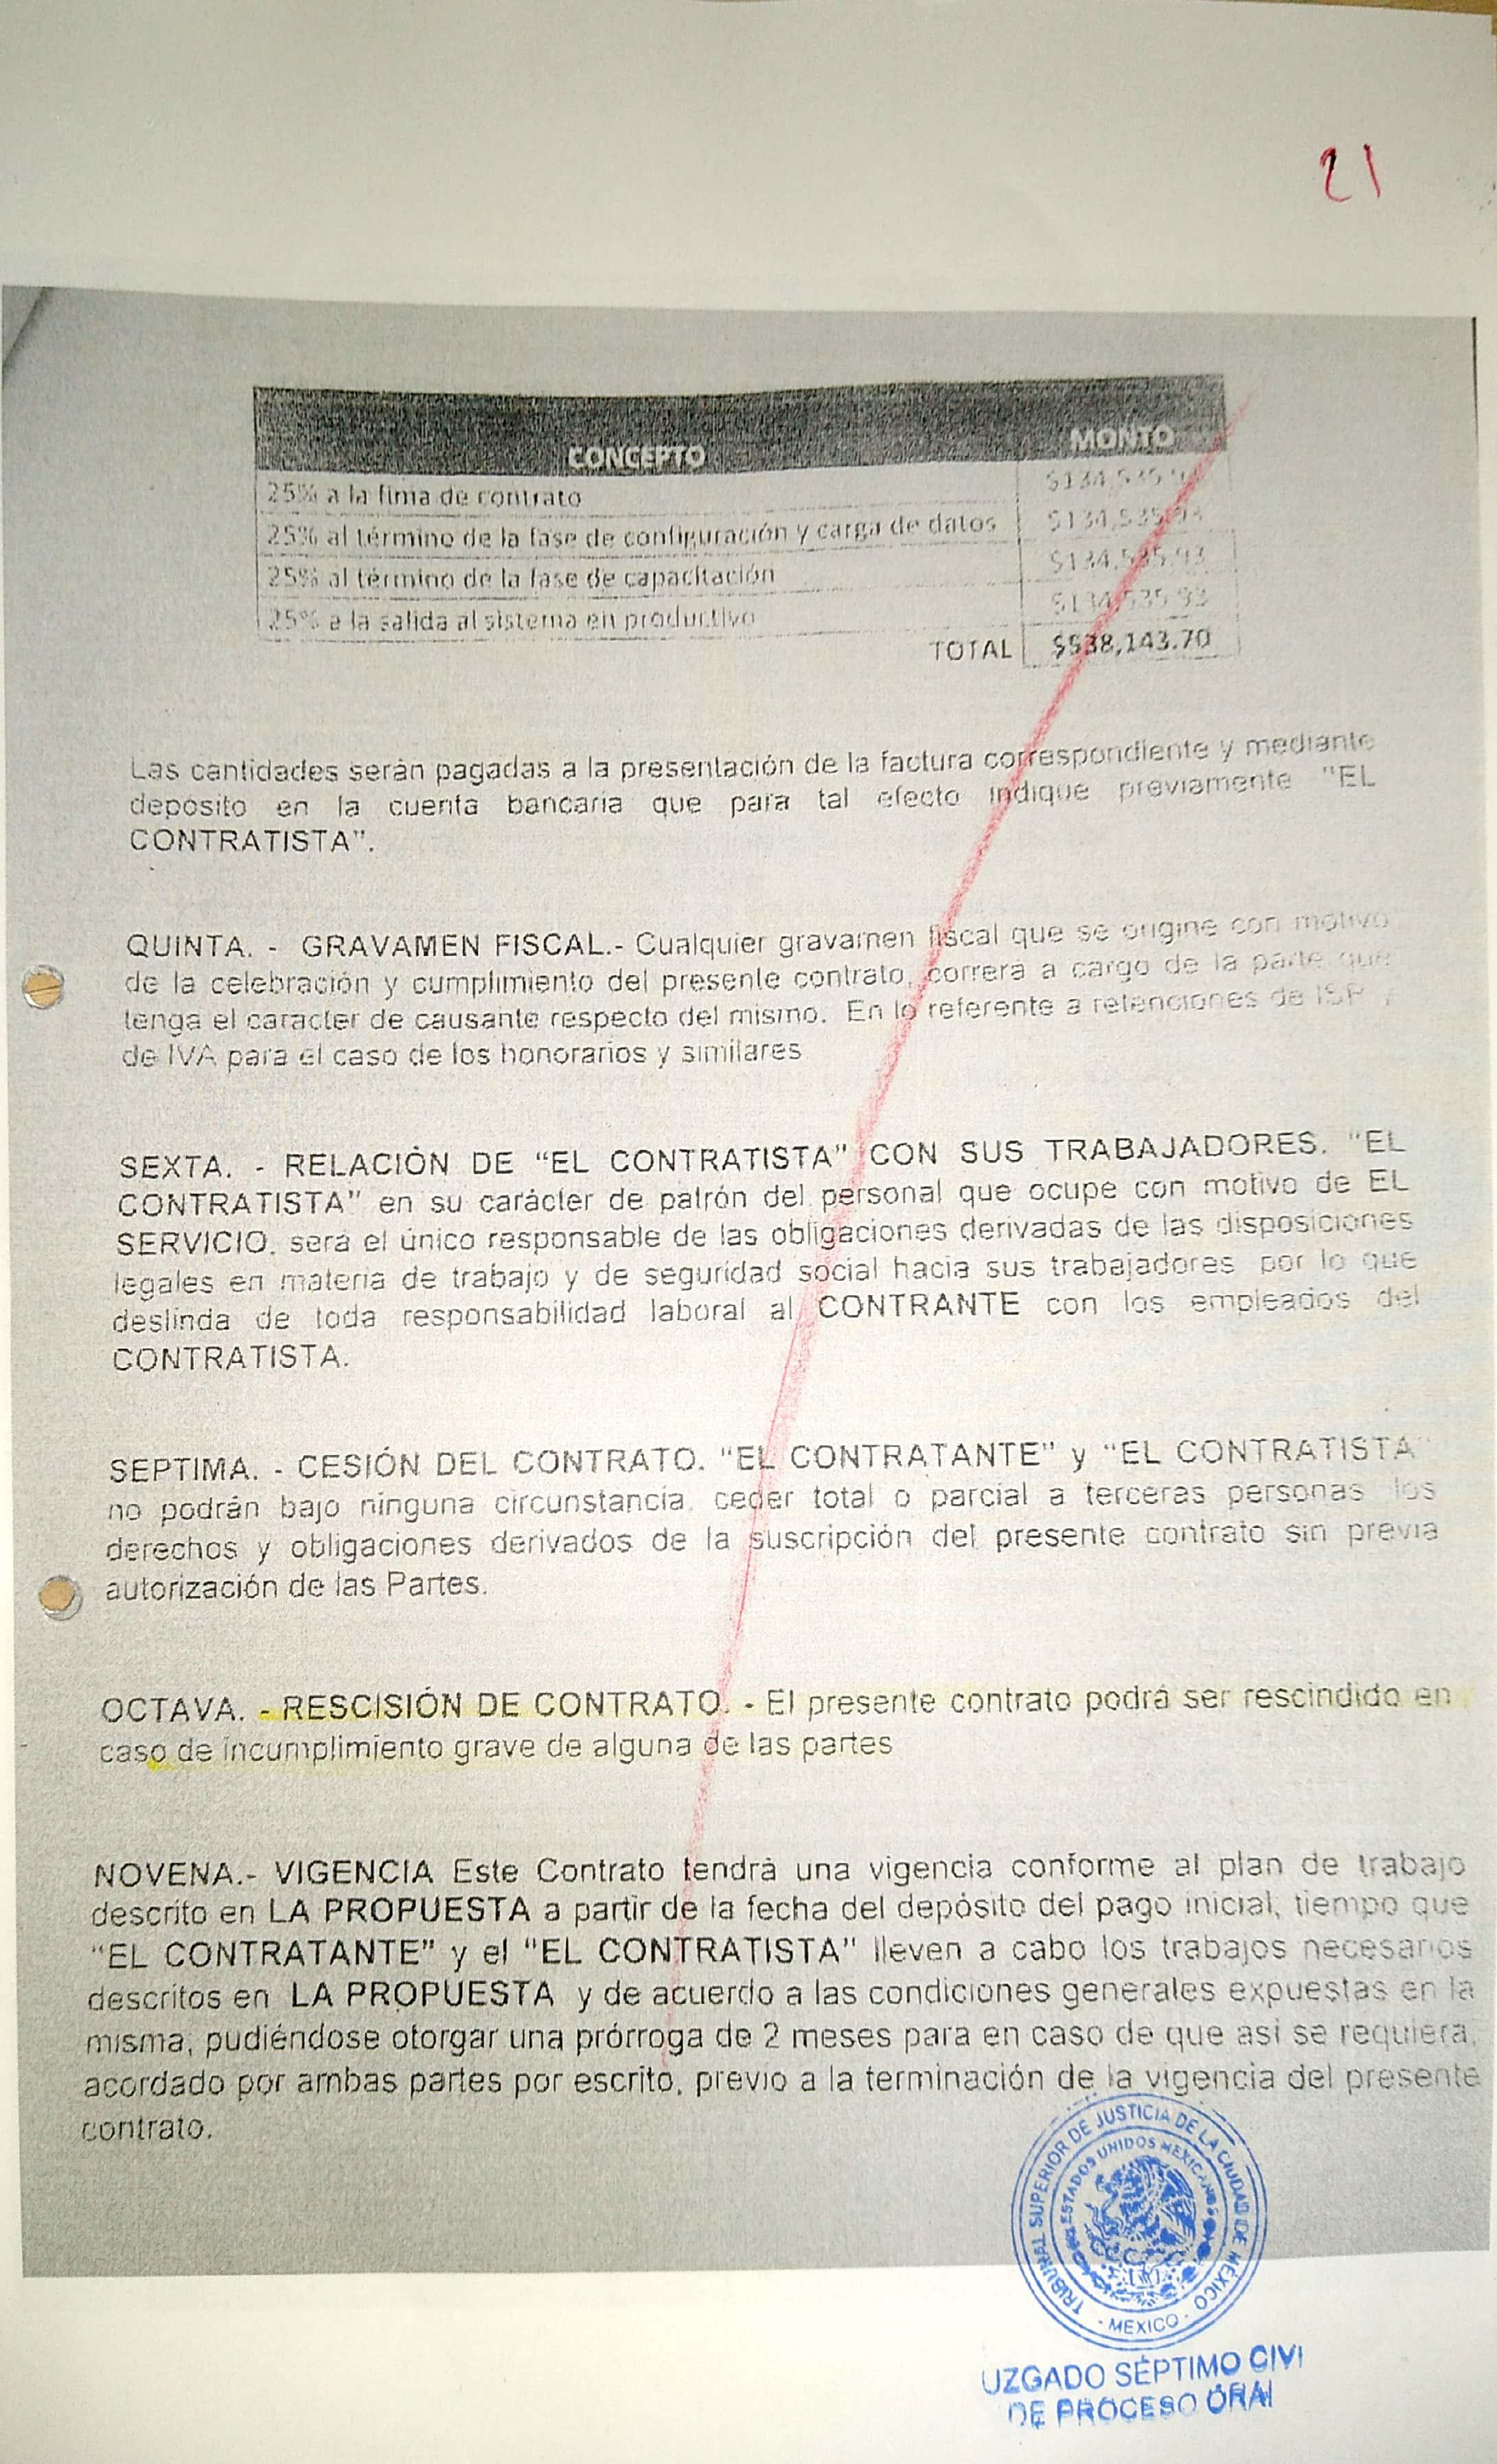 21
CONCEPTO MONTO
25% a la fima de contrato
25% al término de la fase de configuración y carga de datos $134,535.93
25% al término de la fase de capacitación $134,535.93
25% a la salida al sistema en productivo $134,535.93
TOTAL $538,143.70
Las cantidades serán pagadas a la presentación de la factura correspondiente y mediante
depósito en la cuenta bancaria que para tal efecto indique previamente "EL
CONTRATISTA".
QUINTA. - GRAVAMEN FISCAL.- Cualquier gravamen fiscal que se origine con motivo
de la celebración y cumplimiento del presente contrato, correrá a cargo de la parte que
tenga el carácter de causante respecto del mismo. En lo referente a retenciones de ISR y
de IVA para el caso de los honorarios y similares
SEXTA. - RELACIÓN DE "EL CONTRATISTA" CON SUS TRABAJADORES. "EL
CONTRATISTA" en su carácter de patrón del personal que ocupe con motivo de EL
SERVICIO, será el único responsable de las obligaciones derivadas de las disposiciones
legales en materia de trabajo y de seguridad social hacia sus trabajadores por lo que
deslinda de toda responsabilidad laboral al CONTRANTE con los empleados del
CONTRATISTA.
SEPTIMA. - CESIÓN DEL CONTRATO. "EL CONTRATANTE" y "EL CONTRATISTA"
no podrán bajo ninguna circunstancia, ceder total o parcial a terceras personas los
derechos y obligaciones derivados de la suscripción del presente contrato sin previa
autorización de las Partes.
OCTAVA. - RESCISIÓN DE CONTRATO. - El presente contrato podrá ser rescindido en
caso de incumplimiento grave de alguna de las partes
NOVENA.- VIGENCIA Este Contrato tendrá una vigencia conforme al plan de trabajo
descrito en LA PROPUESTA a partir de la fecha del depósito del pago inicial, tiempo que
"EL CONTRATANTE" y el "EL CONTRATISTA" lleven a cabo los trabajos necesarios
descritos en LA PROPUESTA y de acuerdo a las condiciones generales expuestas en la
misma, pudiéndose otorgar una prórroga de 2 meses para en caso de que así se requiera,
acordado por ambas partes por escrito, previo a la terminación de la vigencia del presente
contrato.
TRIBUNAL SUPERIOR DE JUSTICIA DE LA CIUDAD DE MÉXICO
ESTADOS UNIDOS MEXICANOS
- MEXICO -
UZGADO SÉPTIMO CIVI
DE PROCESO ORAl